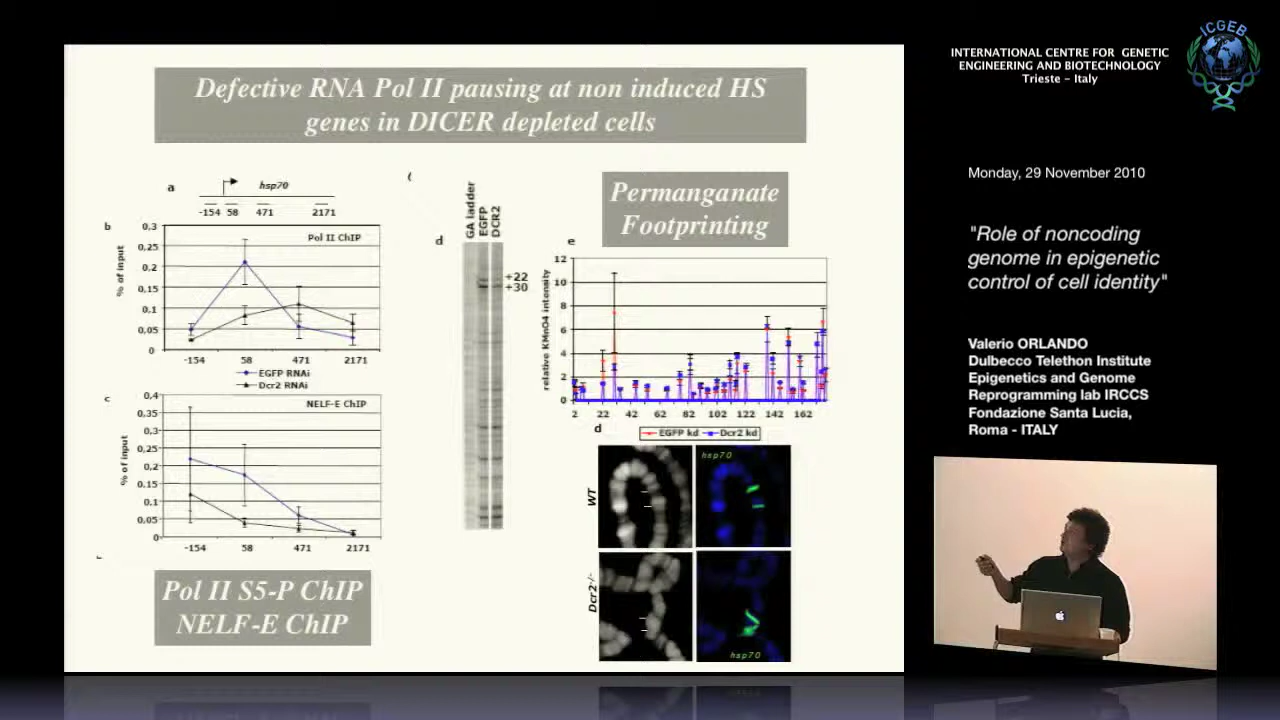 Defective RNA Pol II pausing at non induced HS
genes in DICER depleted cells
a
hsp70
-154 58 471 2171
b
Pol II ChIP
% of input
0,3
0,25
0,2
0,15
0,1
0,05
0
-154 58 471 2171
EGFP RNAi
Dcr2 RNAi
c
NELF-E ChIP
% of input
0,4
0,35
0,3
0,25
0,2
0,15
0,1
0,05
0
-154 58 471 2171
Pol II S5-P ChIP
NELF-E ChIP
d
GA ladder
EGFP
DCR2
+22
+30
Permanganate
Footprinting
e
relative KMnO4 intensity
12
10
8
6
4
2
0
2 22 42 62 82 102 122 142 162
EGFP kd Dcr2 kd
d
WT
hsp70
Dcr2-/-
hsp70
INTERNATIONAL CENTRE FOR GENETIC
ENGINEERING AND BIOTECHNOLOGY
Trieste - Italy
ICGEB
Monday, 29 November 2010
"Role of noncoding
genome in epigenetic
control of cell identity"
Valerio ORLANDO
Dulbecco Telethon Institute
Epigenetics and Genome
Reprogramming lab IRCCS
Fondazione Santa Lucia,
Roma - ITALY